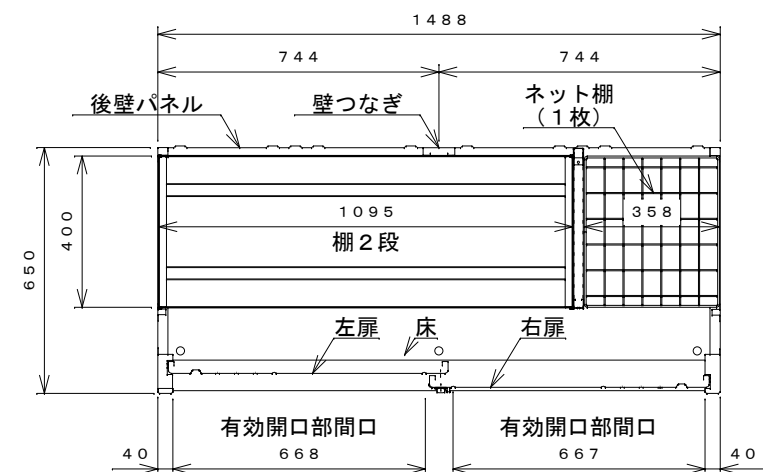 1488
744
744
後壁パネル
壁つなぎ
ネット棚
(1枚)
1095
358
棚2段
400
650
左扉
床
右扉
有効開口部間口
有効開口部間口
40
668
667
40